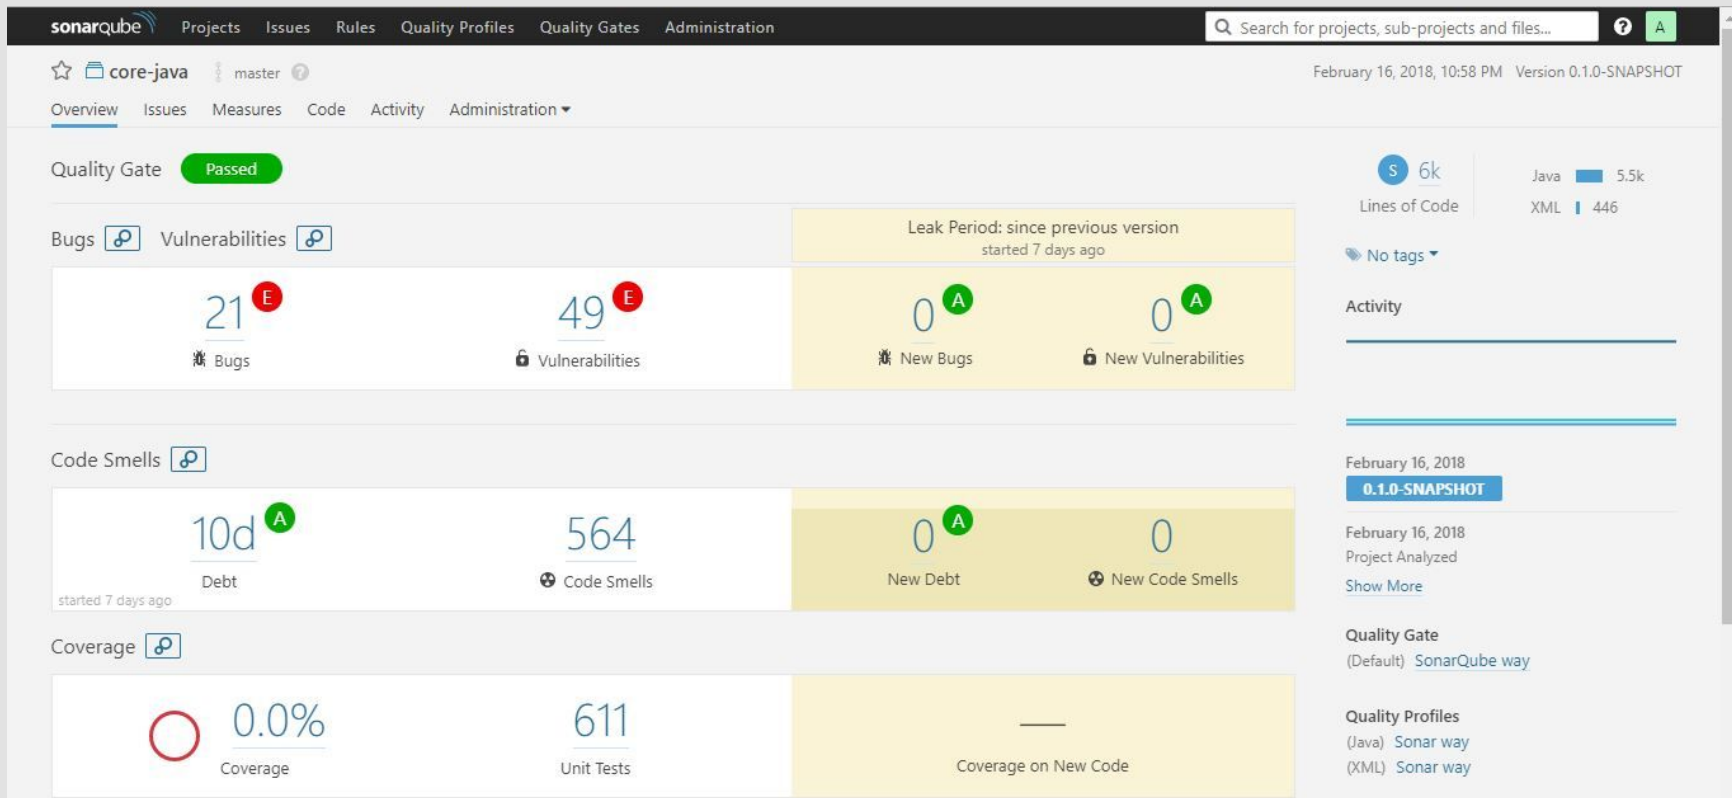 sonarqube Projects Issues Rules Quality Profiles Quality Gates Administration Search for projects, sub-projects and files... ? A
core-java master ? February 16, 2018, 10:58 PM Version 0.1.0-SNAPSHOT
Overview Issues Measures Code Activity Administration
Quality Gate Passed
Bugs Vulnerabilities
Leak Period: since previous version
started 7 days ago
21 E 49 E 0 A 0 A
Bugs Vulnerabilities New Bugs New Vulnerabilities
Code Smells
10d A 564 0 A 0
Debt Code Smells New Debt New Code Smells
started 7 days ago
Coverage
0.0% 611
Coverage Unit Tests Coverage on New Code
S 6k
Lines of Code
Java 5.5k
XML 446
No tags
Activity
February 16, 2018
0.1.0-SNAPSHOT
February 16, 2018
Project Analyzed
Show More
Quality Gate
(Default) SonarQube way
Quality Profiles
(Java) Sonar way
(XML) Sonar way